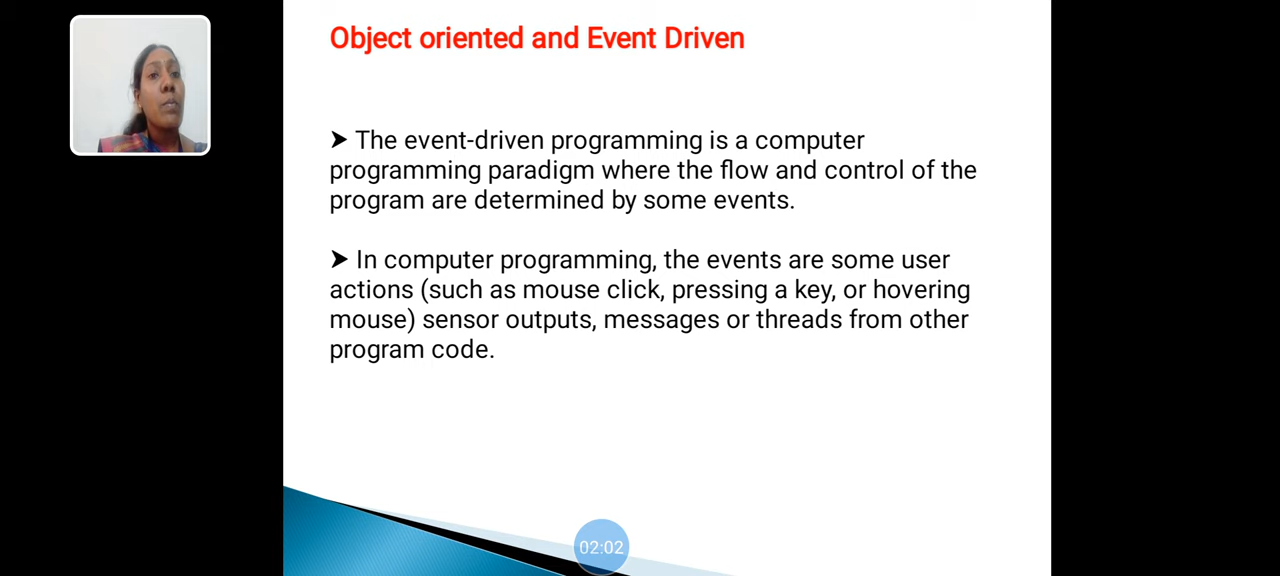 Object oriented and Event Driven
➤ The event-driven programming is a computer
programming paradigm where the flow and control of the
program are determined by some events.
➤ In computer programming, the events are some user
actions (such as mouse click, pressing a key, or hovering
mouse) sensor outputs, messages or threads from other
program code.
02:02